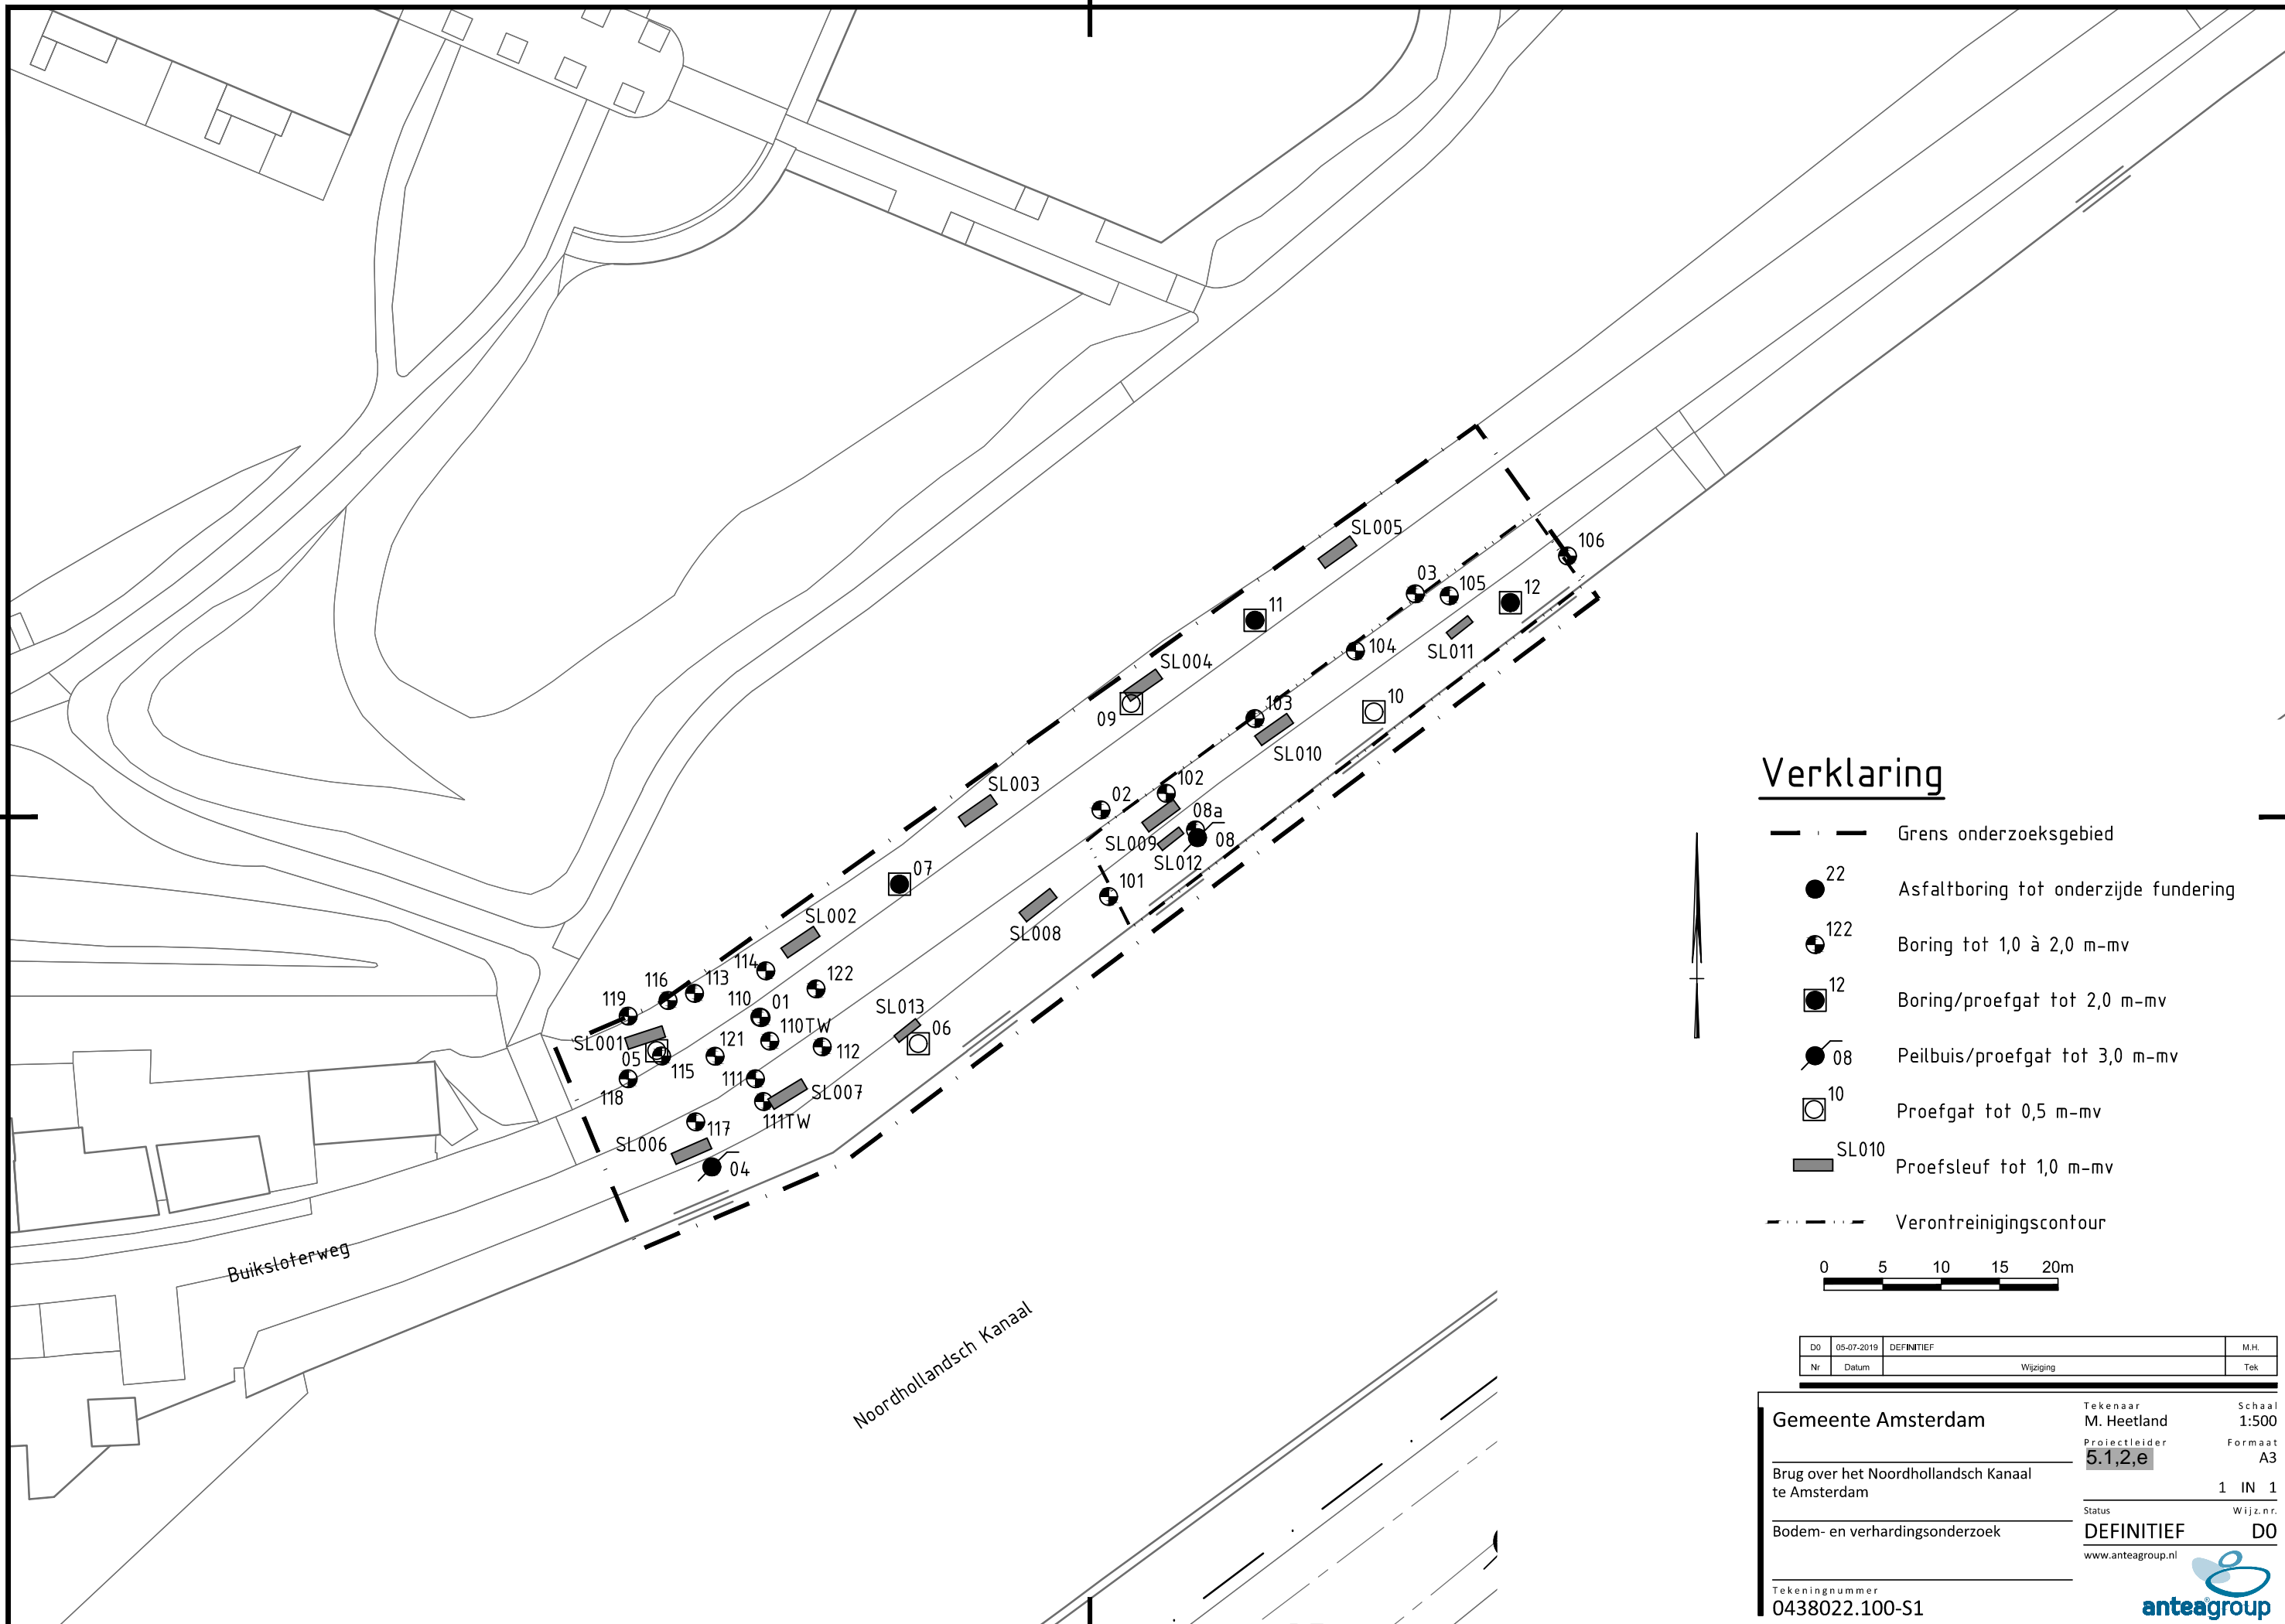 SL005
106
03
105
12
11
104
SL011
SL004
10
09
103
SL010
SL003
102
02
08a
08
SL009
SL012
07
101
SL002
SL008
114
122
116
113
119
110
01
SL013
06
110TW
SL001
121
112
05
115
111
118
SL007
111TW
117
SL006
04
Buiksloterweg
Noordhollandsch Kanaal
Verklaring
Grens onderzoeksgebied
22
Asfaltboring tot onderzijde fundering
122
Boring tot 1,0 à 2,0 m-mv
12
Boring/proefgat tot 2,0 m-mv
08
Peilbuis/proefgat tot 3,0 m-mv
10
Proefgat tot 0,5 m-mv
SL010
Proefsleuf tot 1,0 m-mv
Verontreinigingscontour
0 5 10 15 20m
D0 05-07-2019 DEFINITIEF M.H.
Nr Datum Wijziging Tek
Gemeente Amsterdam
Brug over het Noordhollandsch Kanaal
te Amsterdam
Bodem- en verhardingsonderzoek
Tekeningnummer
0438022.100-S1
Tekenaar Schaal
M. Heetland 1:500
Projectleider Formaat
5.1,2,e A3
1 IN 1
Status Wijz.nr.
DEFINITIEF D0
www.anteagroup.nl
anteagroup